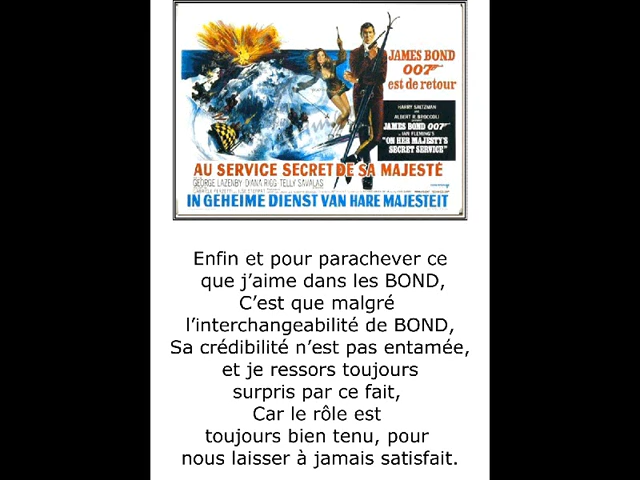 JAMES BOND
007
est de retour
HARRY SALTZMAN
ALBERT R. BROCCOLI
JAMES BOND 007
IAN FLEMING'S
"ON HER MAJESTY'S
SECRET SERVICE"
AU SERVICE SECRET DE SA MAJESTÉ
GEORGE LAZENBY DIANA RIGG TELLY SAVALAS
IN GEHEIME DIENST VAN HARE MAJESTEIT
Enfin et pour parachever ce
que j’aime dans les BOND,
C’est que malgré
l’interchangeabilité de BOND,
Sa crédibilité n’est pas entamée,
et je ressors toujours
surpris par ce fait,
Car le rôle est
toujours bien tenu, pour
nous laisser à jamais satisfait.